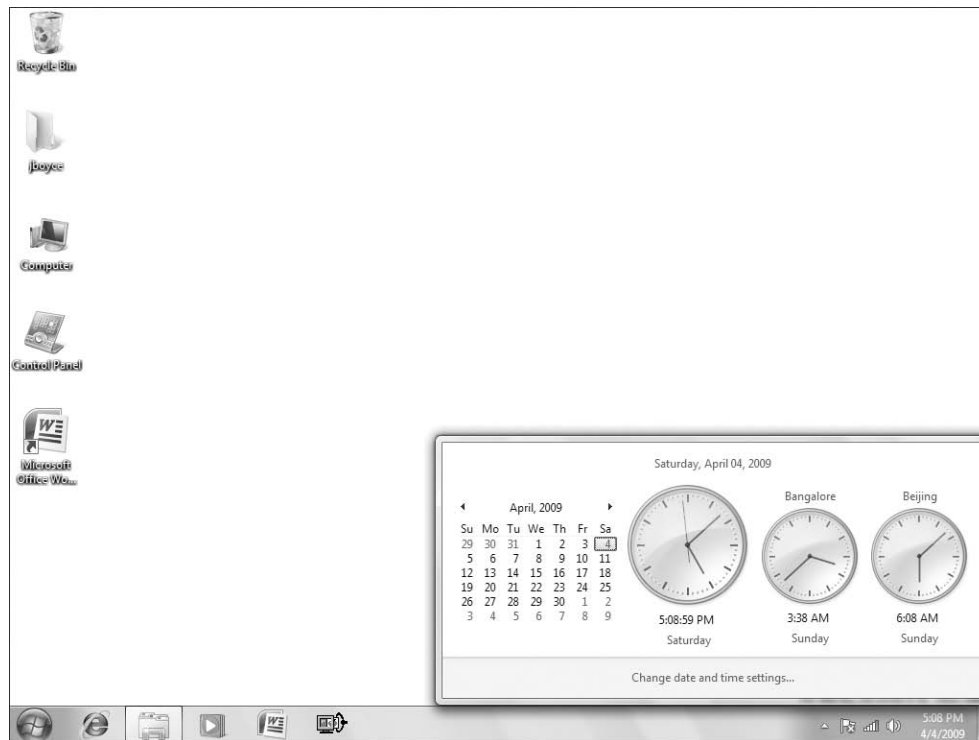 Recycle Bin
jboyce
Computer
Control Panel
Microsoft
Office Wo...
Saturday, April 04, 2009
April, 2009
Su Mo Tu We Th Fr Sa
29 30 31 1 2 3 4
5 6 7 8 9 10 11
12 13 14 15 16 17 18
19 20 21 22 23 24 25
26 27 28 29 30 1 2
3 4 5 6 7 8 9
5:08:59 PM
Saturday
Bangalore
3:38 AM
Sunday
Beijing
6:08 AM
Sunday
Change date and time settings...
5:08 PM
4/4/2009